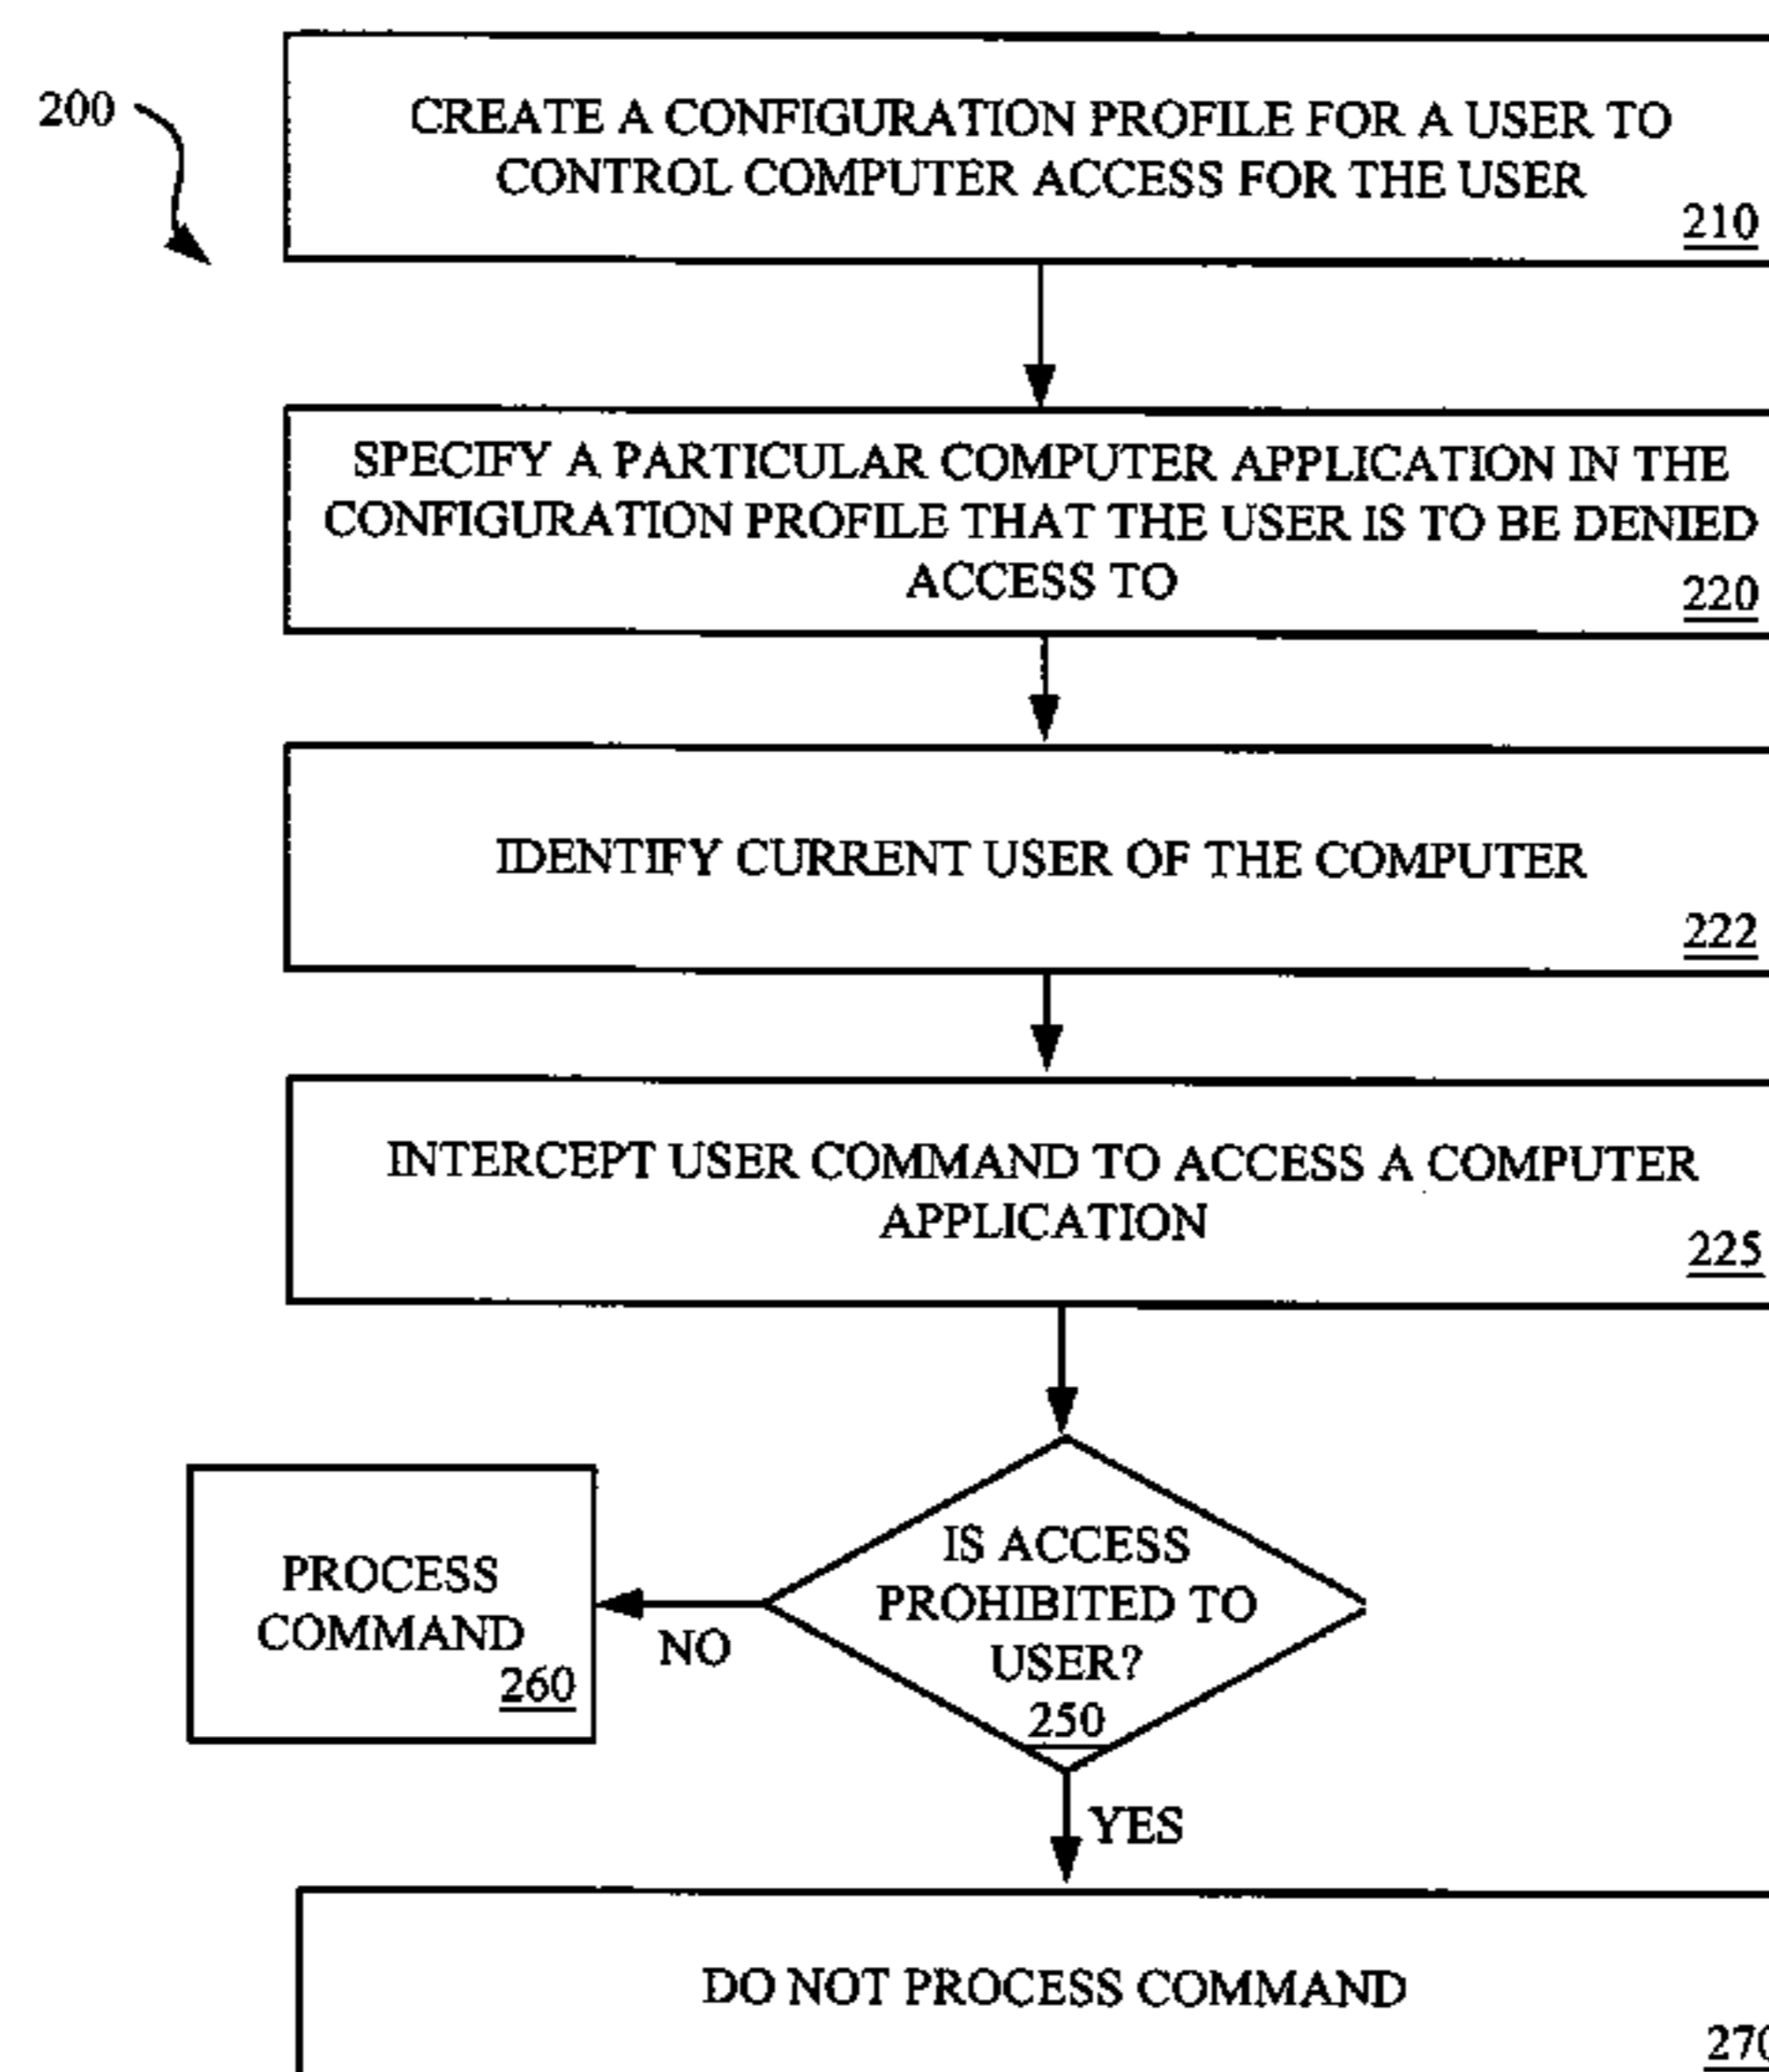 200
CREATE A CONFIGURATION PROFILE FOR A USER TO
CONTROL COMPUTER ACCESS FOR THE USER
210
SPECIFY A PARTICULAR COMPUTER APPLICATION IN THE
CONFIGURATION PROFILE THAT THE USER IS TO BE DENIED
ACCESS TO
220
IDENTIFY CURRENT USER OF THE COMPUTER
222
INTERCEPT USER COMMAND TO ACCESS A COMPUTER
APPLICATION
225
IS ACCESS
PROHIBITED TO
USER?
250
NO
PROCESS
COMMAND
260
YES
DO NOT PROCESS COMMAND
270